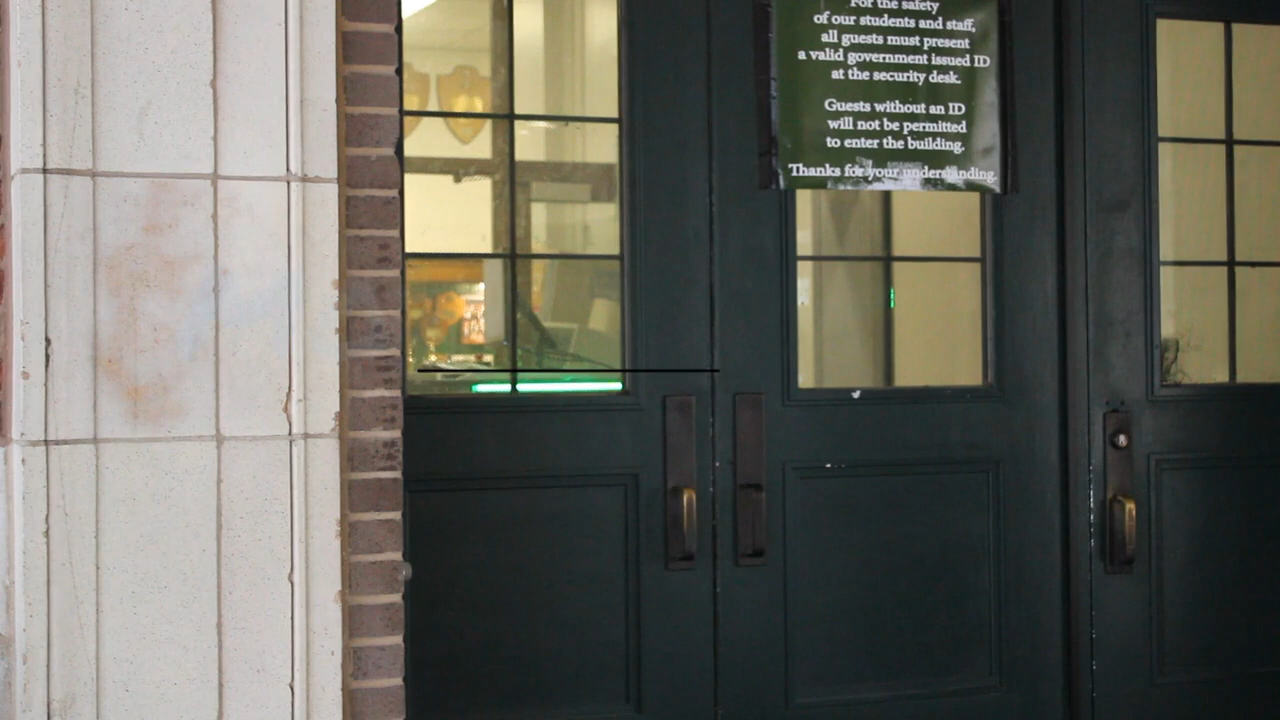 For the safety
of our students and staff,
all guests must present
a valid government issued ID
at the security desk.
Guests without an ID
will not be permitted
to enter the building.
Thanks for your understanding.